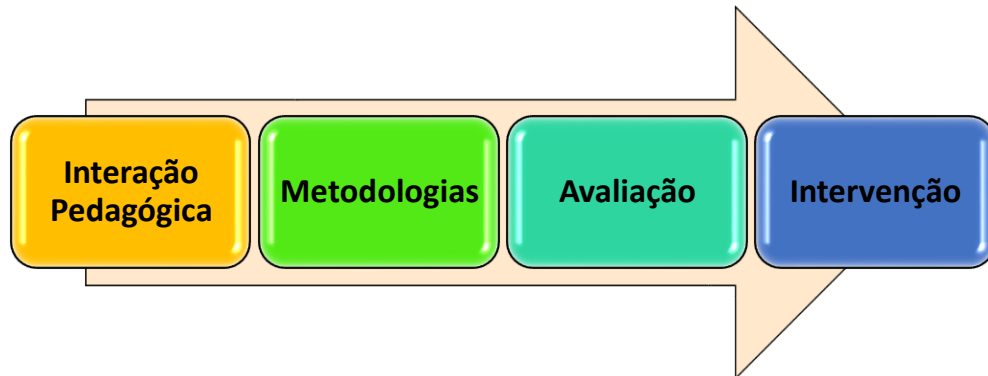 Interação
Pedagógica
Metodologias
Avaliação
Intervenção